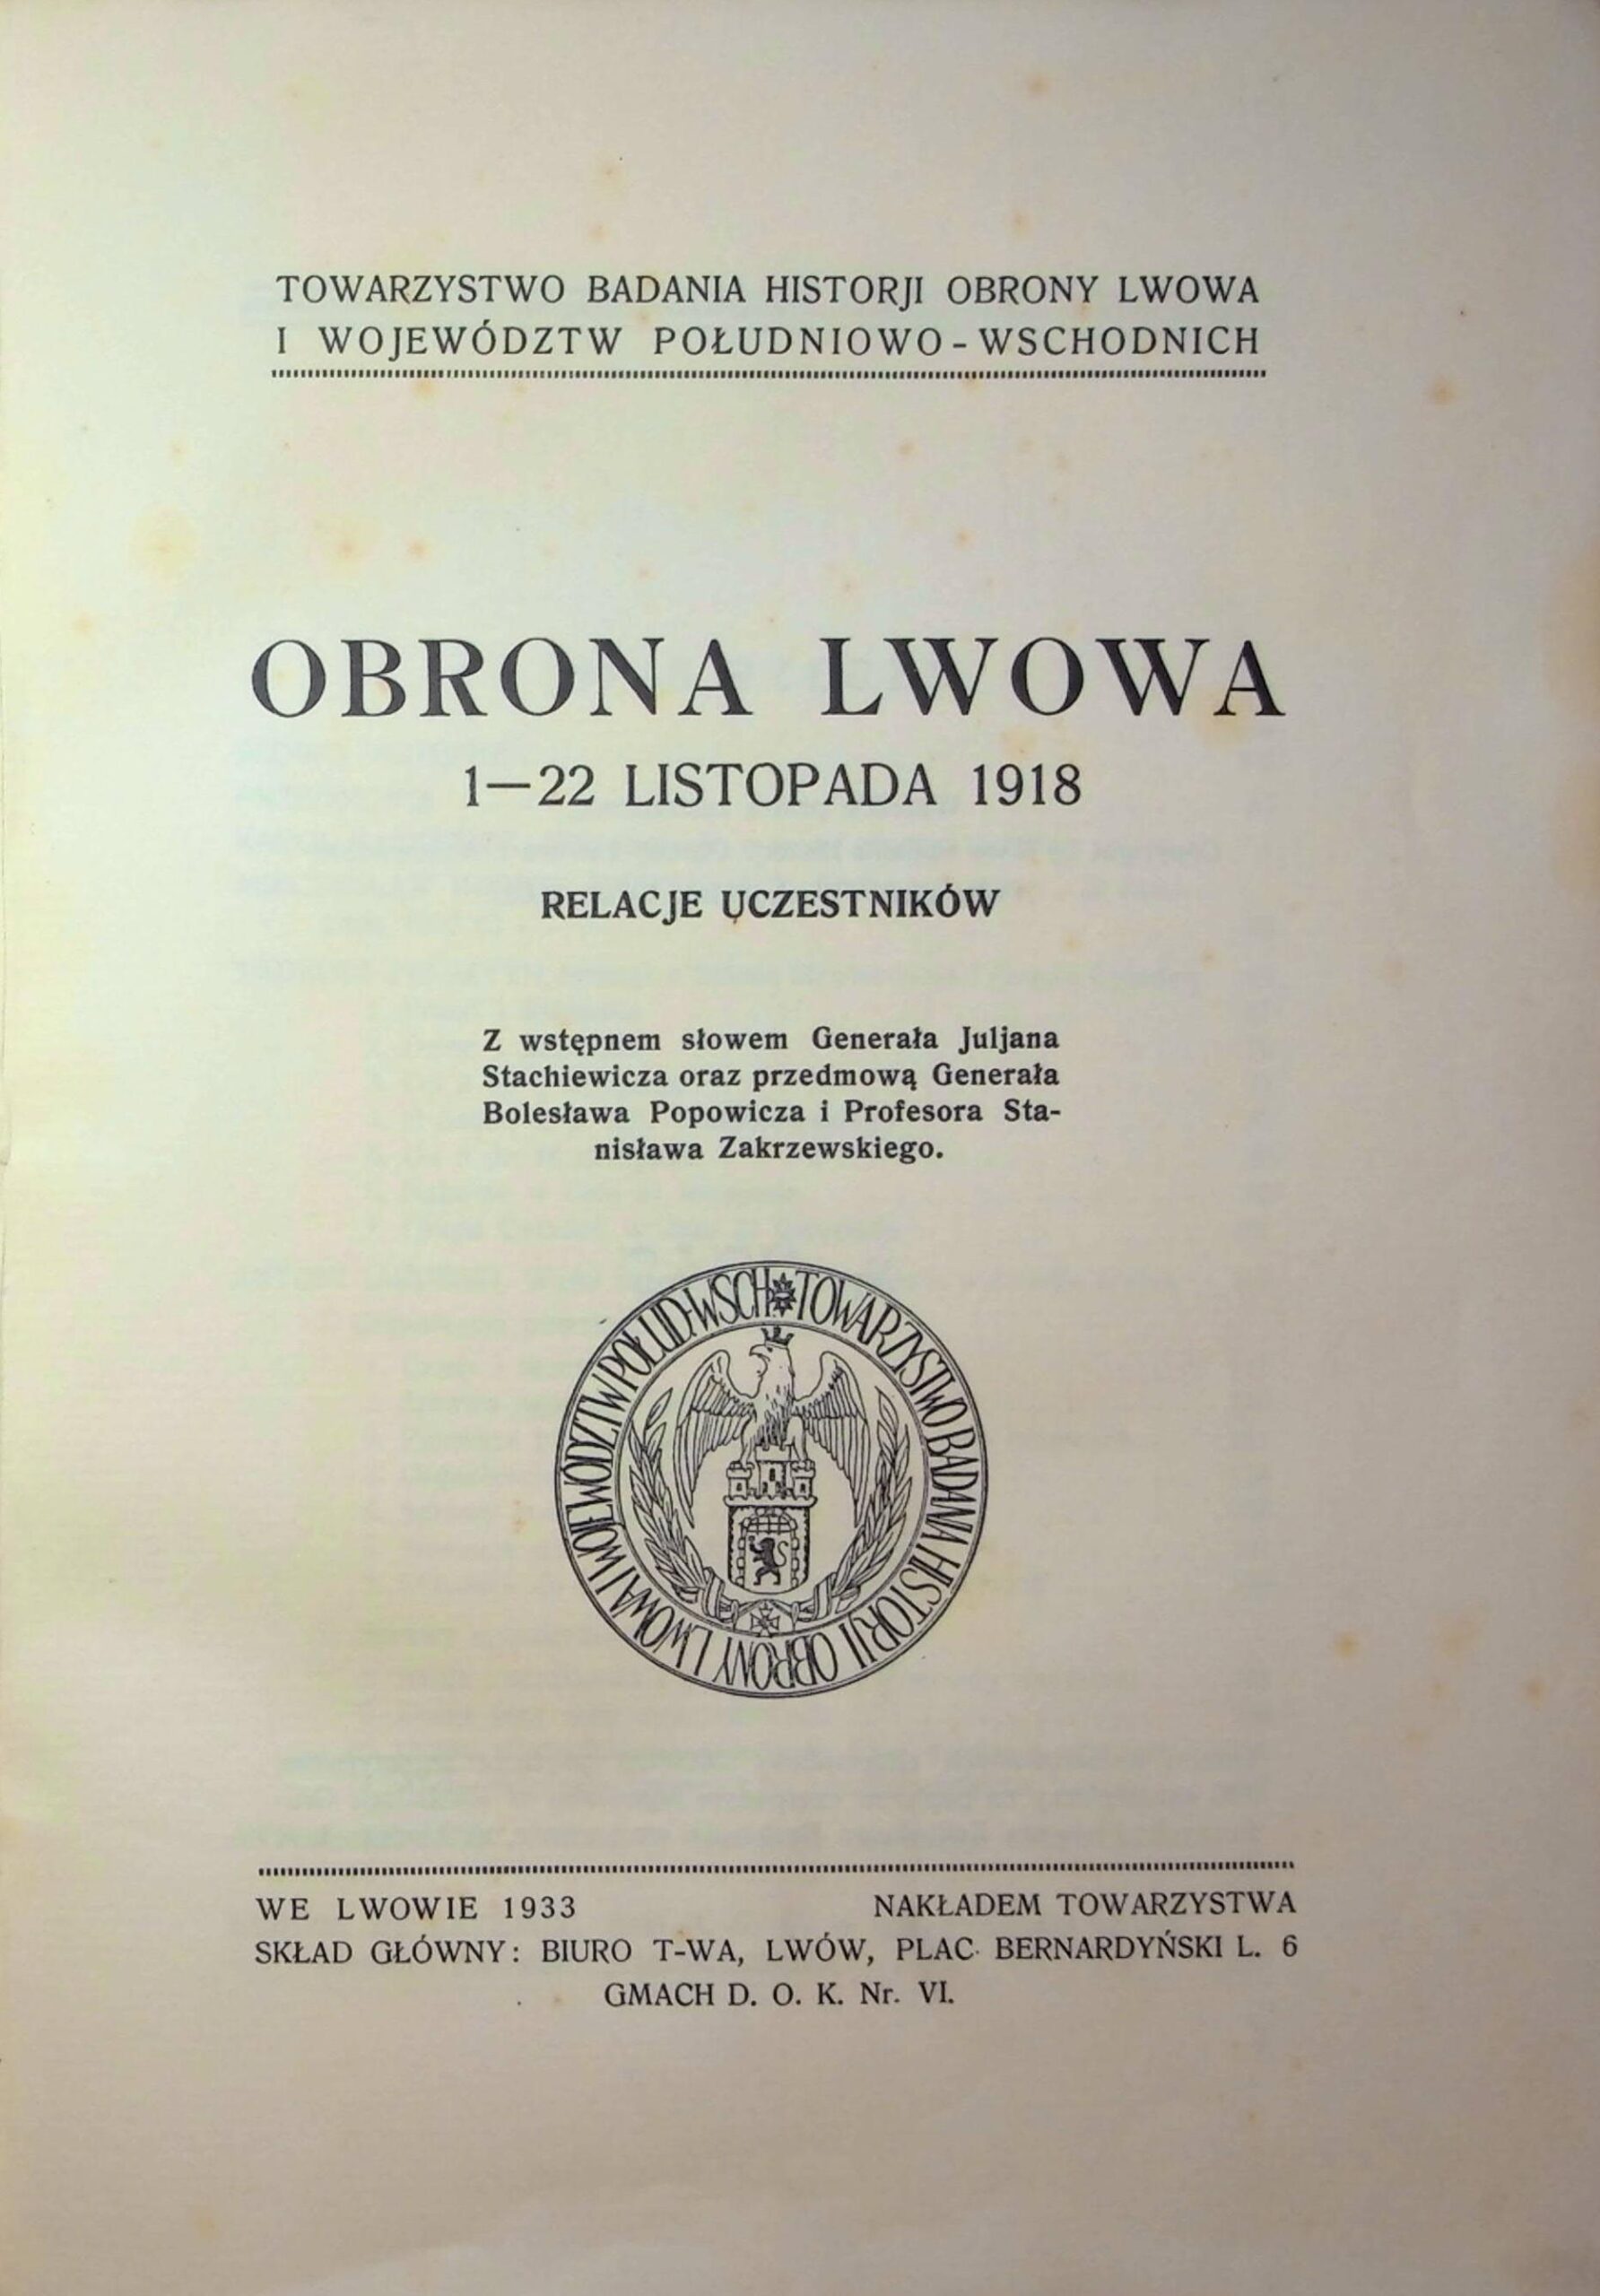 TOWARZYSTWO BADANIA HISTORJI OBRONY LWOWA
I WOJEWÓDZTW POŁUDNIOWO-WSCHODNICH
OBRONA LWOWA
1—22 LISTOPADA 1918
RELACJE UCZESTNIKÓW
Z wstępnem słowem Generała Juljana
Stachiewicza oraz przedmową Generała
Bolesława Popowicza i Profesora Sta-
nisława Zakrzewskiego.
TOWARZYSTWO BADANIA HISTORJI OBRONY LWOWA I WOJEWÓDZTW POŁUD-WSCH
WE LWOWIE 1933 NAKŁADEM TOWARZYSTWA
SKŁAD GŁÓWNY: BIURO T-WA, LWÓW, PLAC BERNARDYŃSKI L. 6
GMACH D. O. K. Nr. VI.